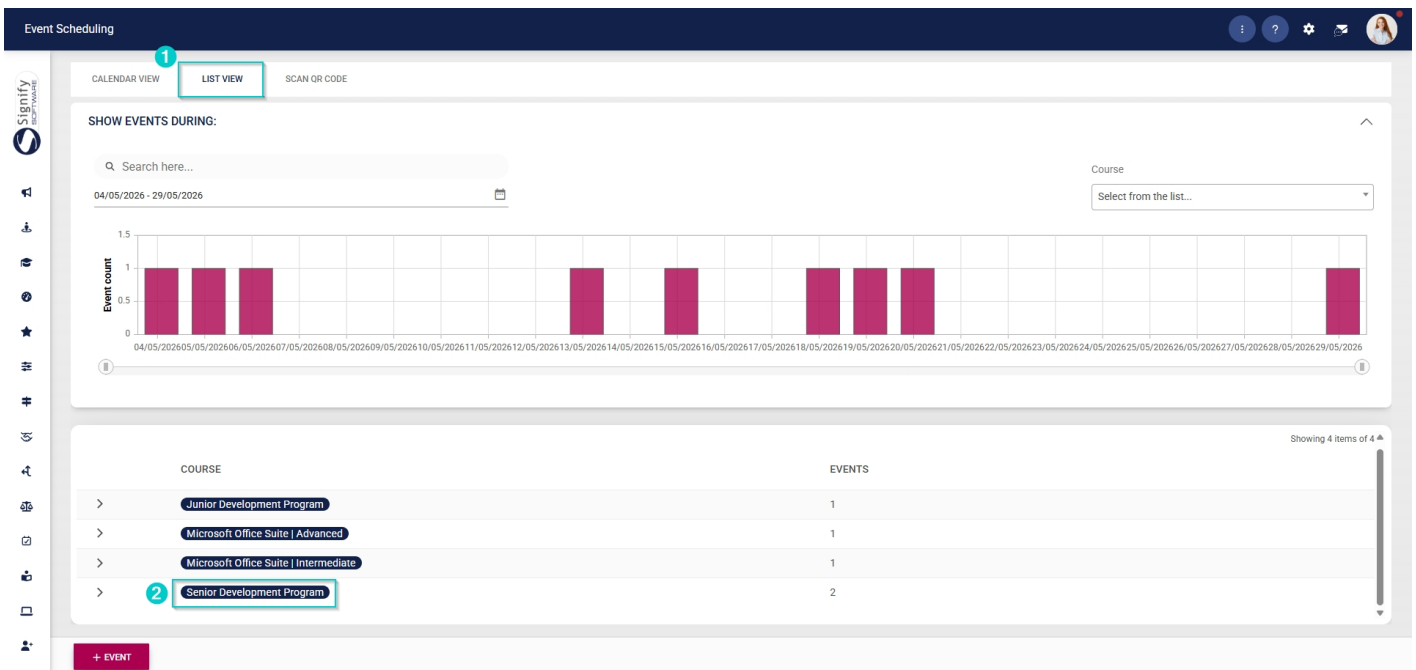 Event Scheduling
?
1
CALENDAR VIEW
LIST VIEW
SCAN QR CODE
Signify
SOFTWARE
SHOW EVENTS DURING:
Search here...
Course
04/05/2026 - 29/05/2026
Select from the list...
Event count
1.5
1
0.5
0
04/05/2026 05/05/2026 06/05/2026 07/05/2026 08/05/2026 09/05/2026 10/05/2026 11/05/2026 12/05/2026 13/05/2026 14/05/2026 15/05/2026 16/05/2026 17/05/2026 18/05/2026 19/05/2026 20/05/2026 21/05/2026 22/05/2026 23/05/2026 24/05/2026 25/05/2026 26/05/2026 27/05/2026 28/05/2026 29/05/2026
Showing 4 items of 4
COURSE EVENTS
Junior Development Program 1
Microsoft Office Suite | Advanced 1
Microsoft Office Suite | Intermediate 1
2 Senior Development Program 2
+ EVENT